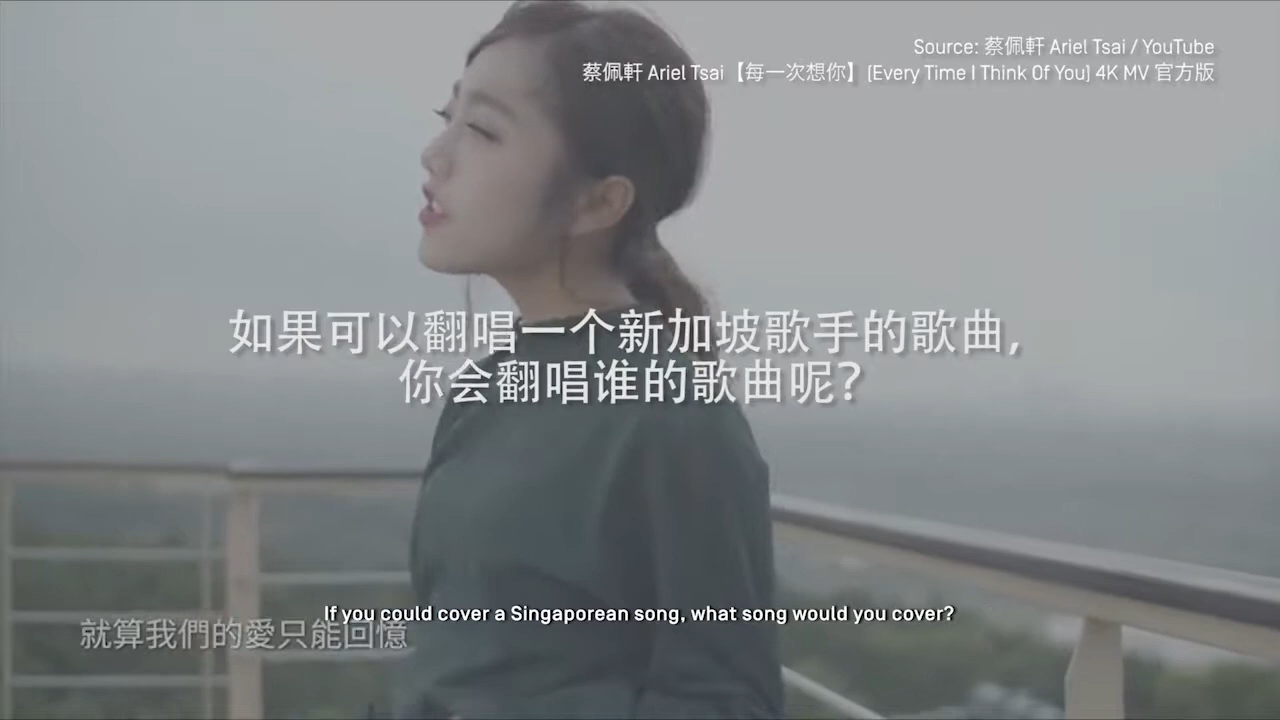 Source: 蔡佩軒 Ariel Tsai / YouTube
蔡佩軒 Ariel Tsai【每一次想你】(Every Time I Think Of You) 4K MV 官方版
如果可以翻唱一个新加坡歌手的歌曲，
你会翻唱谁的歌曲呢？
If you could cover a Singaporean song, what song would you cover?
就算我們的愛只能回憶